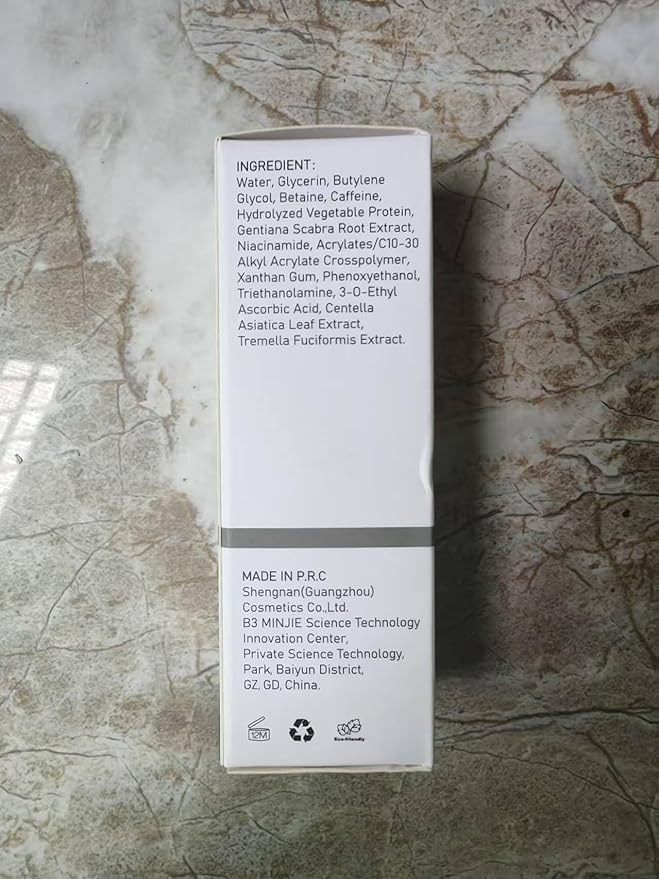 INGREDIENT:
Water, Glycerin, Butylene
Glycol, Betaine, Caffeine,
Hydrolyzed Vegetable Protein,
Gentiana Scabra Root Extract,
Niacinamide, Acrylates/C10-30
Alkyl Acrylate Crosspolymer,
Xanthan Gum, Phenoxyethanol,
Triethanolamine, 3-O-Ethyl
Ascorbic Acid, Centella
Asiatica Leaf Extract,
Tremella Fuciformis Extract.
MADE IN P.R.C
Shengnan(Guangzhou)
Cosmetics Co.,Ltd.
B3 MINJIE Science Technology
Innovation Center,
Private Science Technology,
Park, Baiyun District,
GZ, GD, China.
12M
Eco-friendly